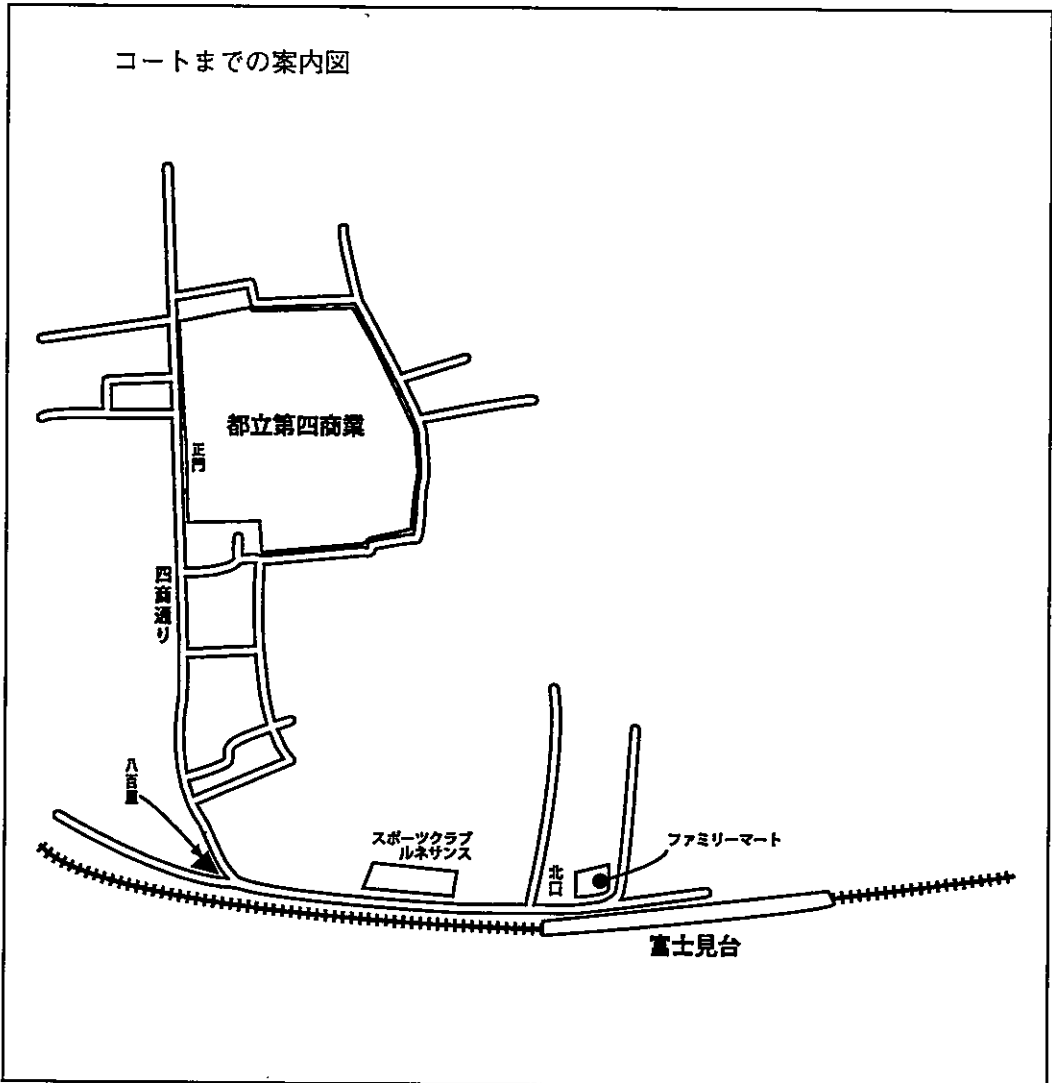 コートまでの案内図
都立第四商業
正門
四商通り
八百屋
スポーツクラブ
ルネサンス
北口
ファミリーマート
富士見台